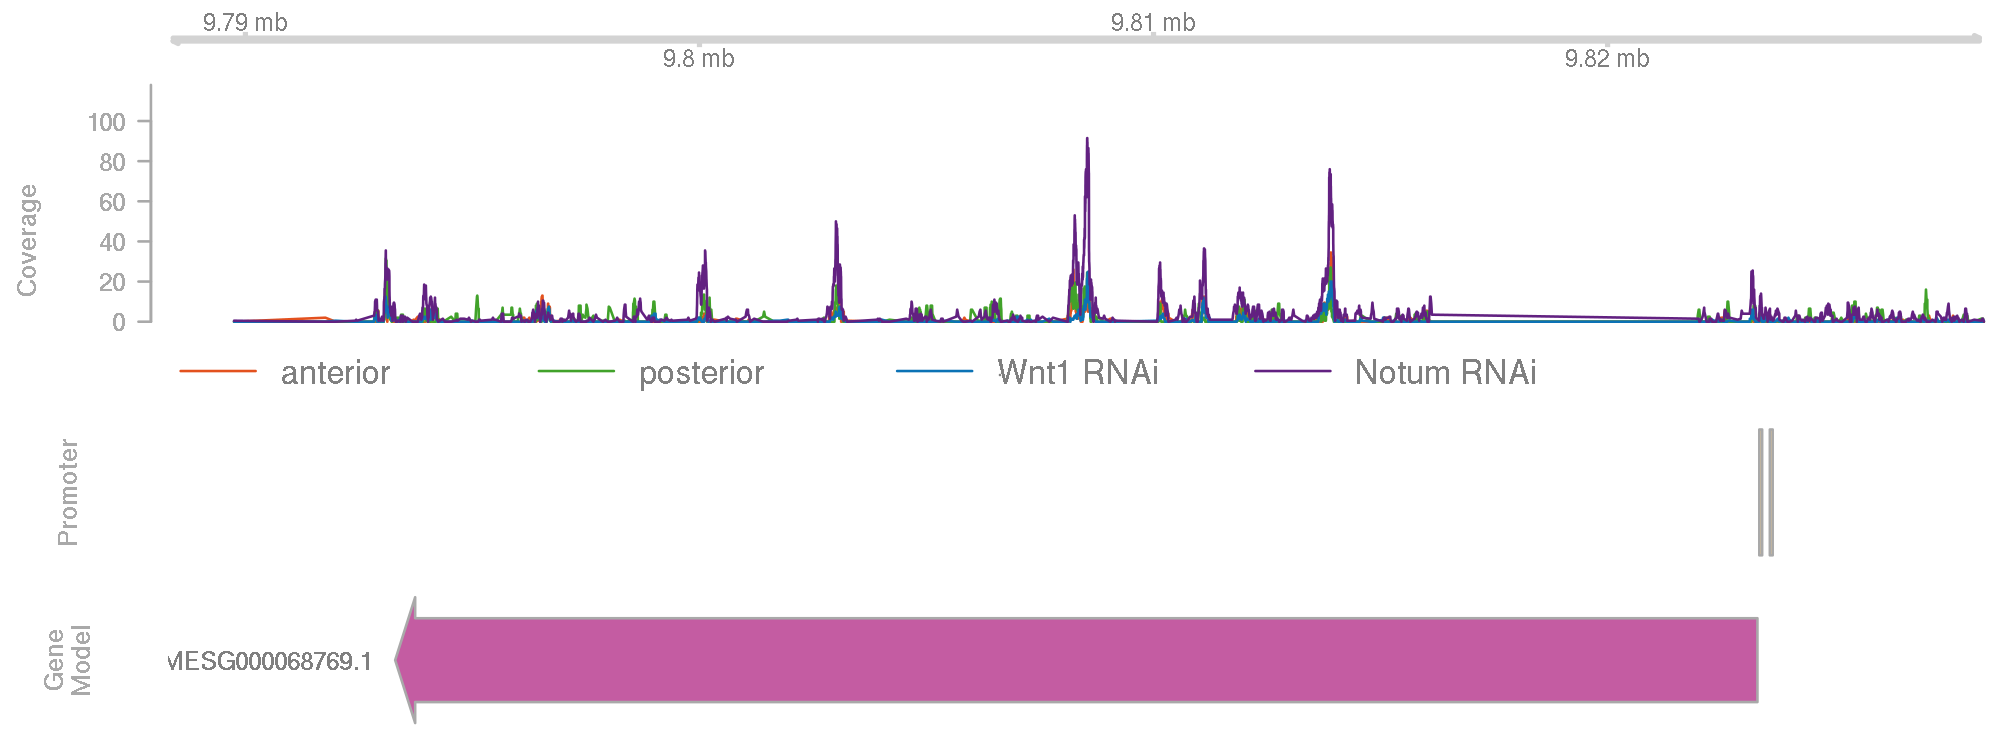 9.79 mb
9.81 mb
9.8 mb
9.82 mb
Coverage
100
80
60
40
20
0
anterior
posterior
Wnt1 RNAi
Notum RNAi
Promoter
Gene
Model
MESG000068769.1